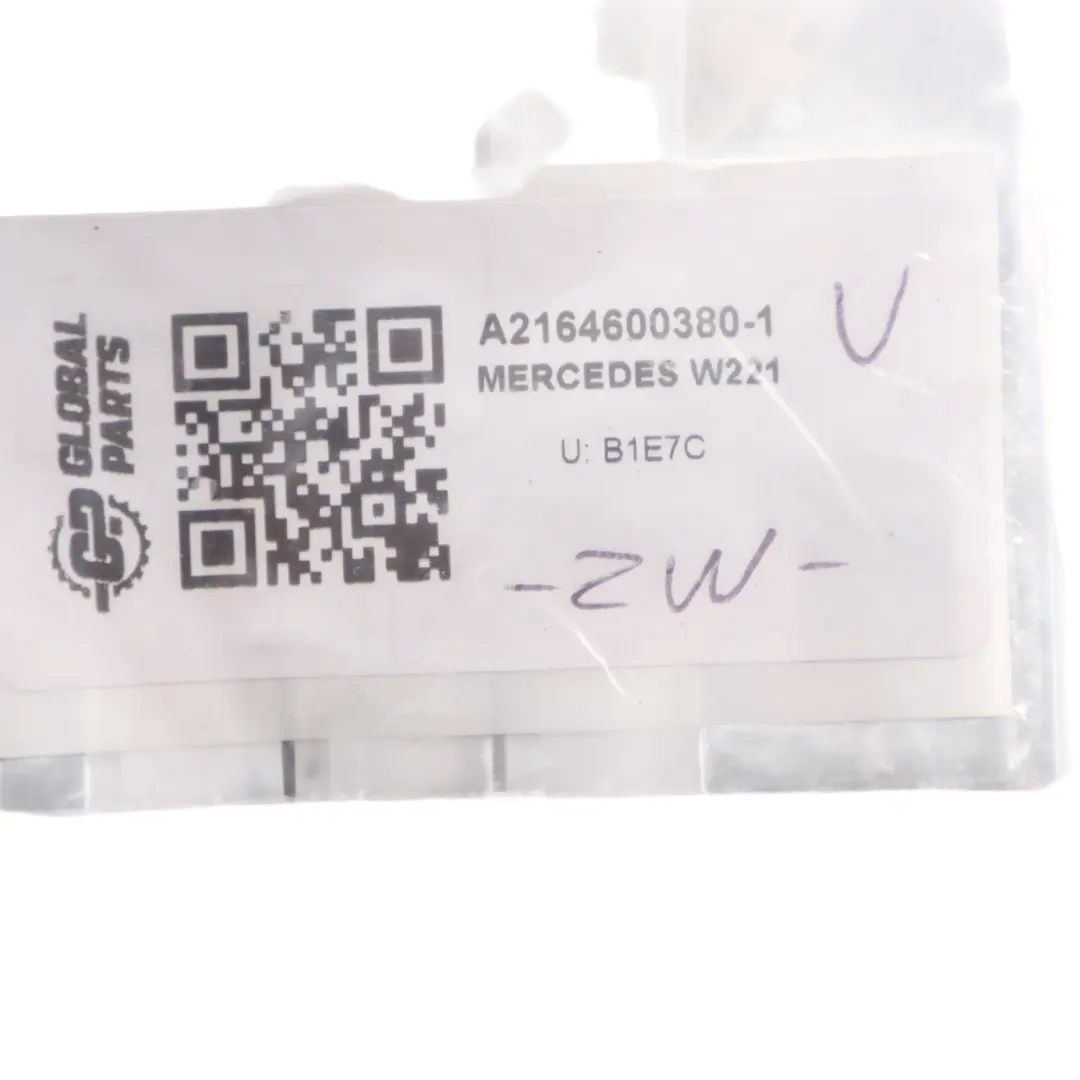 GLOBAL
PARTS
A2164600380-1
MERCEDES W221
U: B1E7C
U
-ZW-